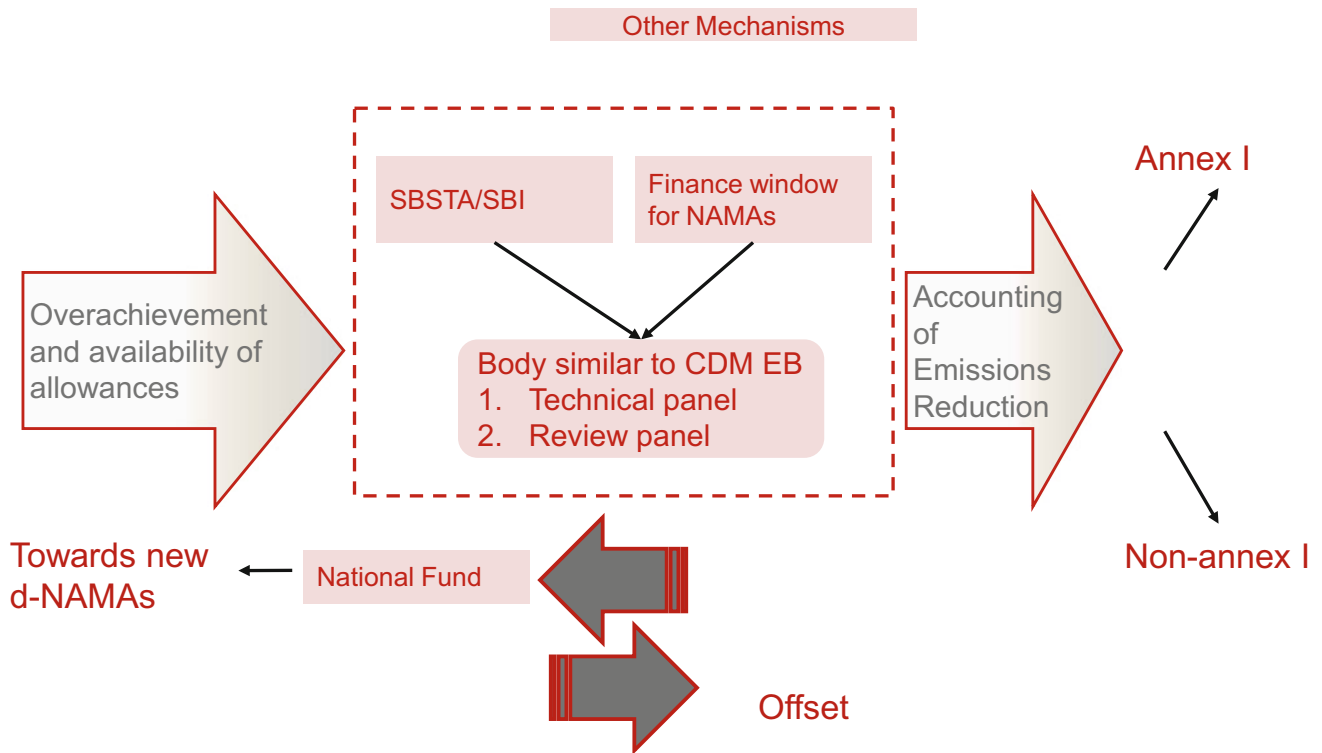 Other Mechanisms
Overachievement
and availability of
allowances
SBSTA/SBI
Finance window
for NAMAs
Body similar to CDM EB
1. Technical panel
2. Review panel
Accounting
of
Emissions
Reduction
Annex I
Non-annex I
Towards new
d-NAMAs
National Fund
Offset